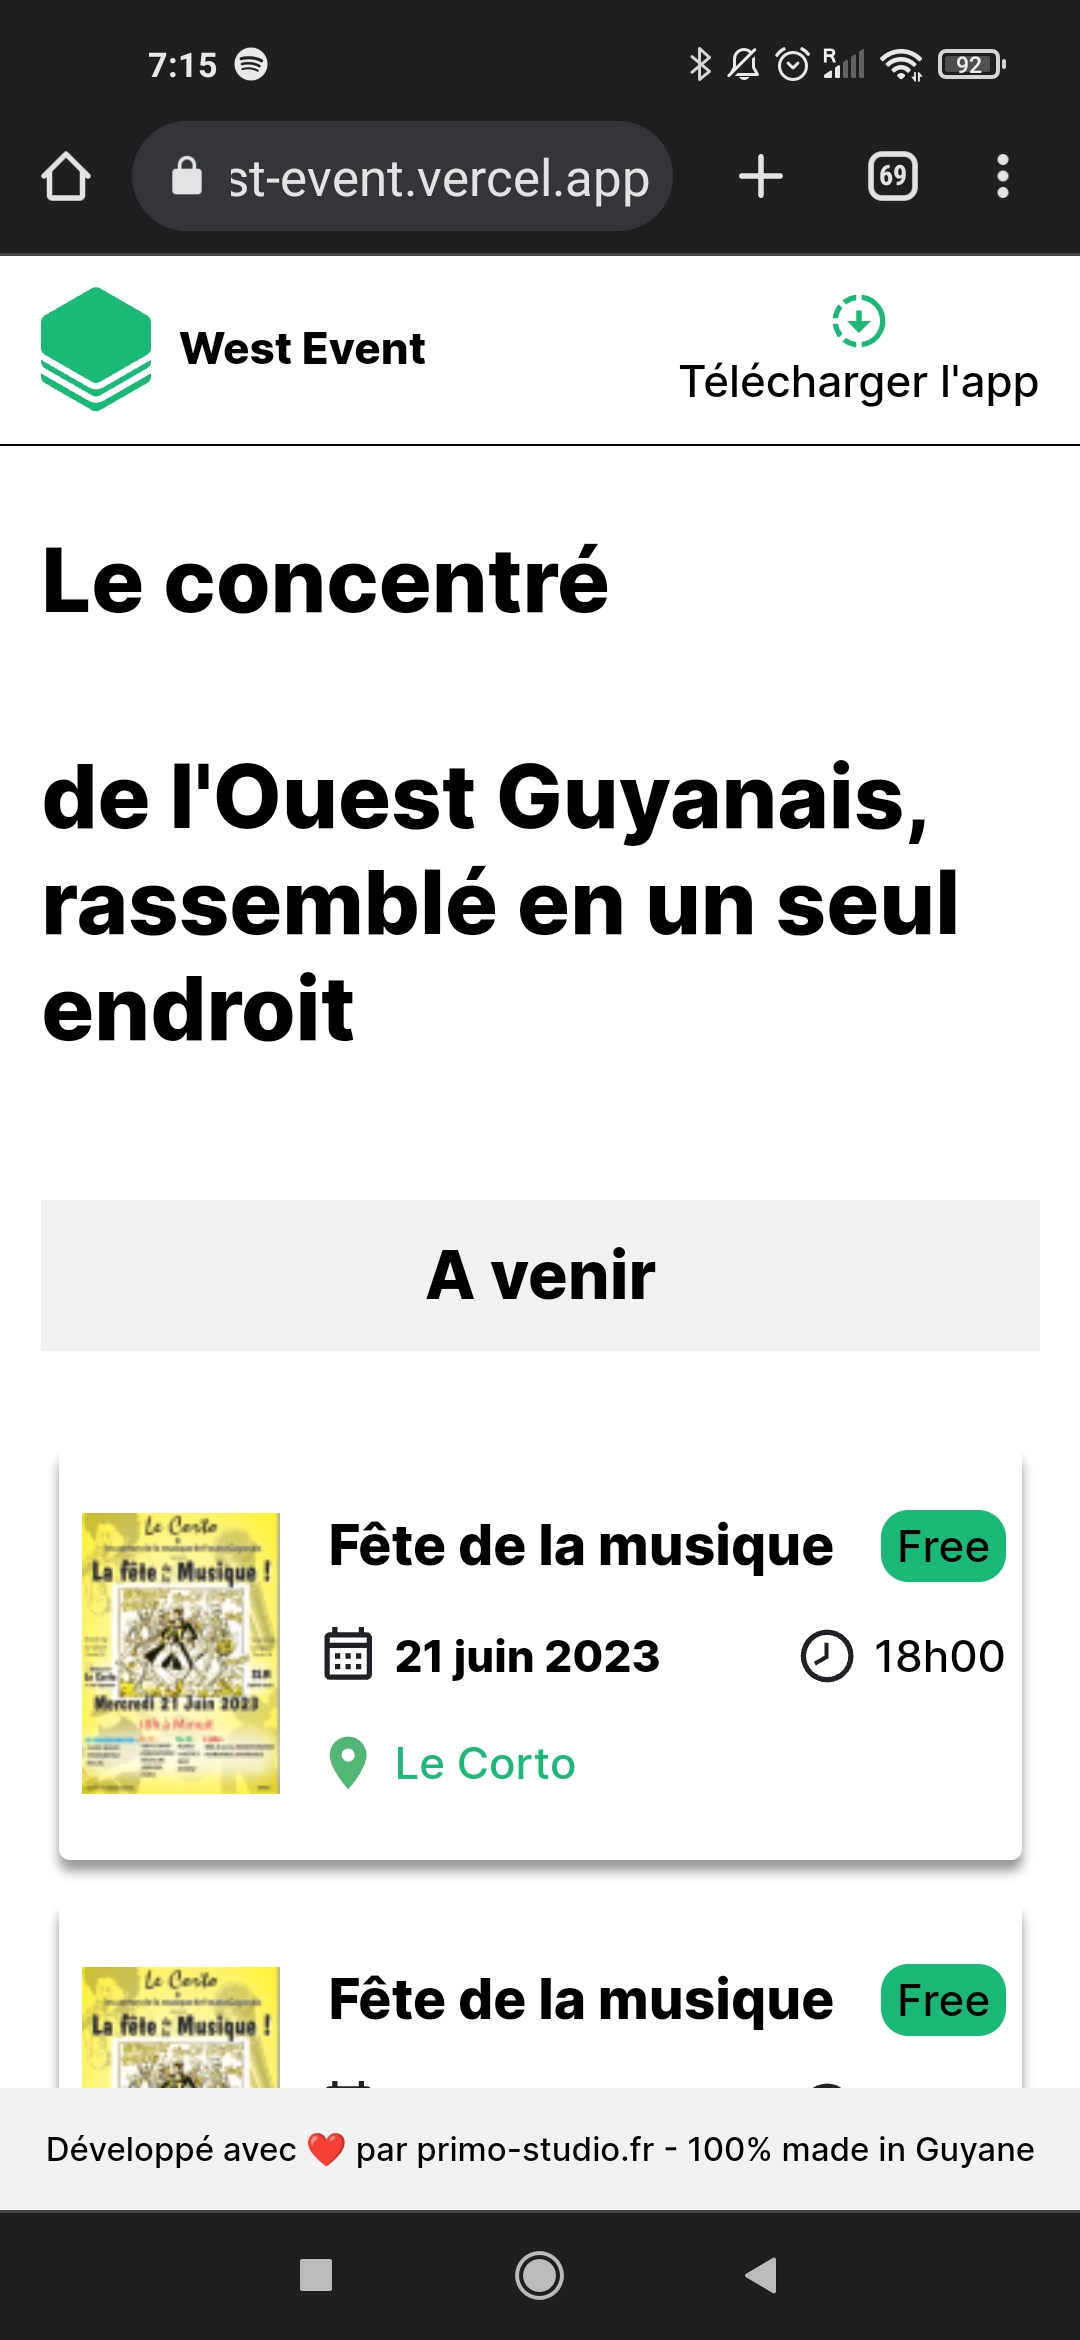 7:15
R
92
st-event.vercel.app
69
West Event
Télécharger l'app
Le concentré
de l'Ouest Guyanais,
rassemblé en un seul
endroit
A venir
Le Corto
La fête de la Musique !
Mercredi 21 Juin 2023
18h à Minuit
Fête de la musique
Free
21 juin 2023
18h00
Le Corto
Le Corto
La fête de la Musique !
Fête de la musique
Free
Développé avec ❤️ par primo-studio.fr - 100% made in Guyane